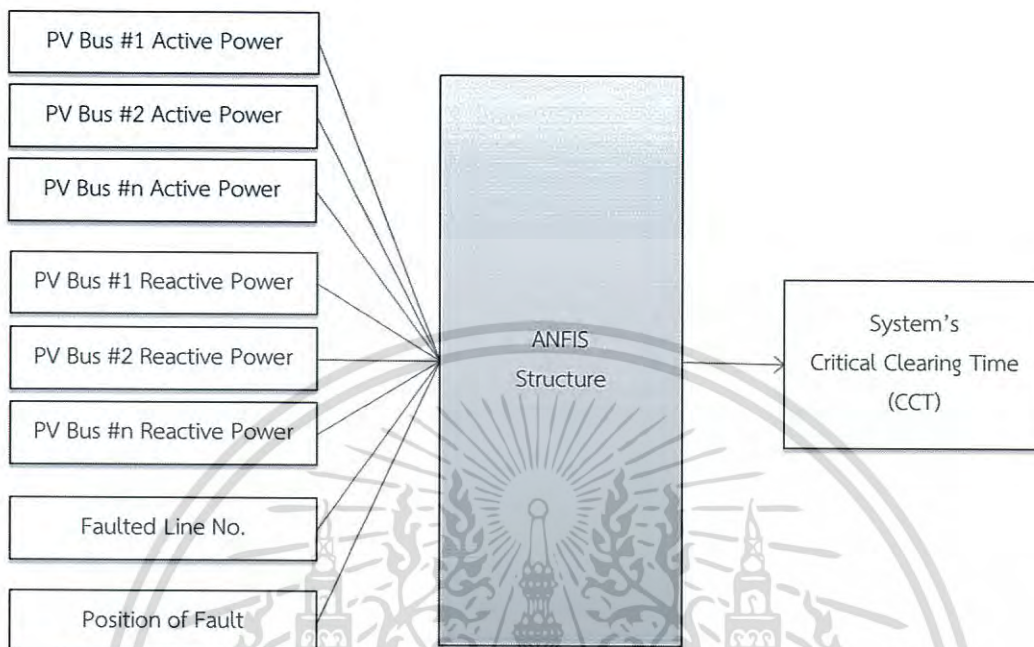 PV Bus #1 Active Power
PV Bus #2 Active Power
PV Bus #n Active Power
PV Bus #1 Reactive Power
PV Bus #2 Reactive Power
PV Bus #n Reactive Power
Faulted Line No.
Position of Fault
ANFIS
Structure
System's
Critical Clearing Time
(CCT)